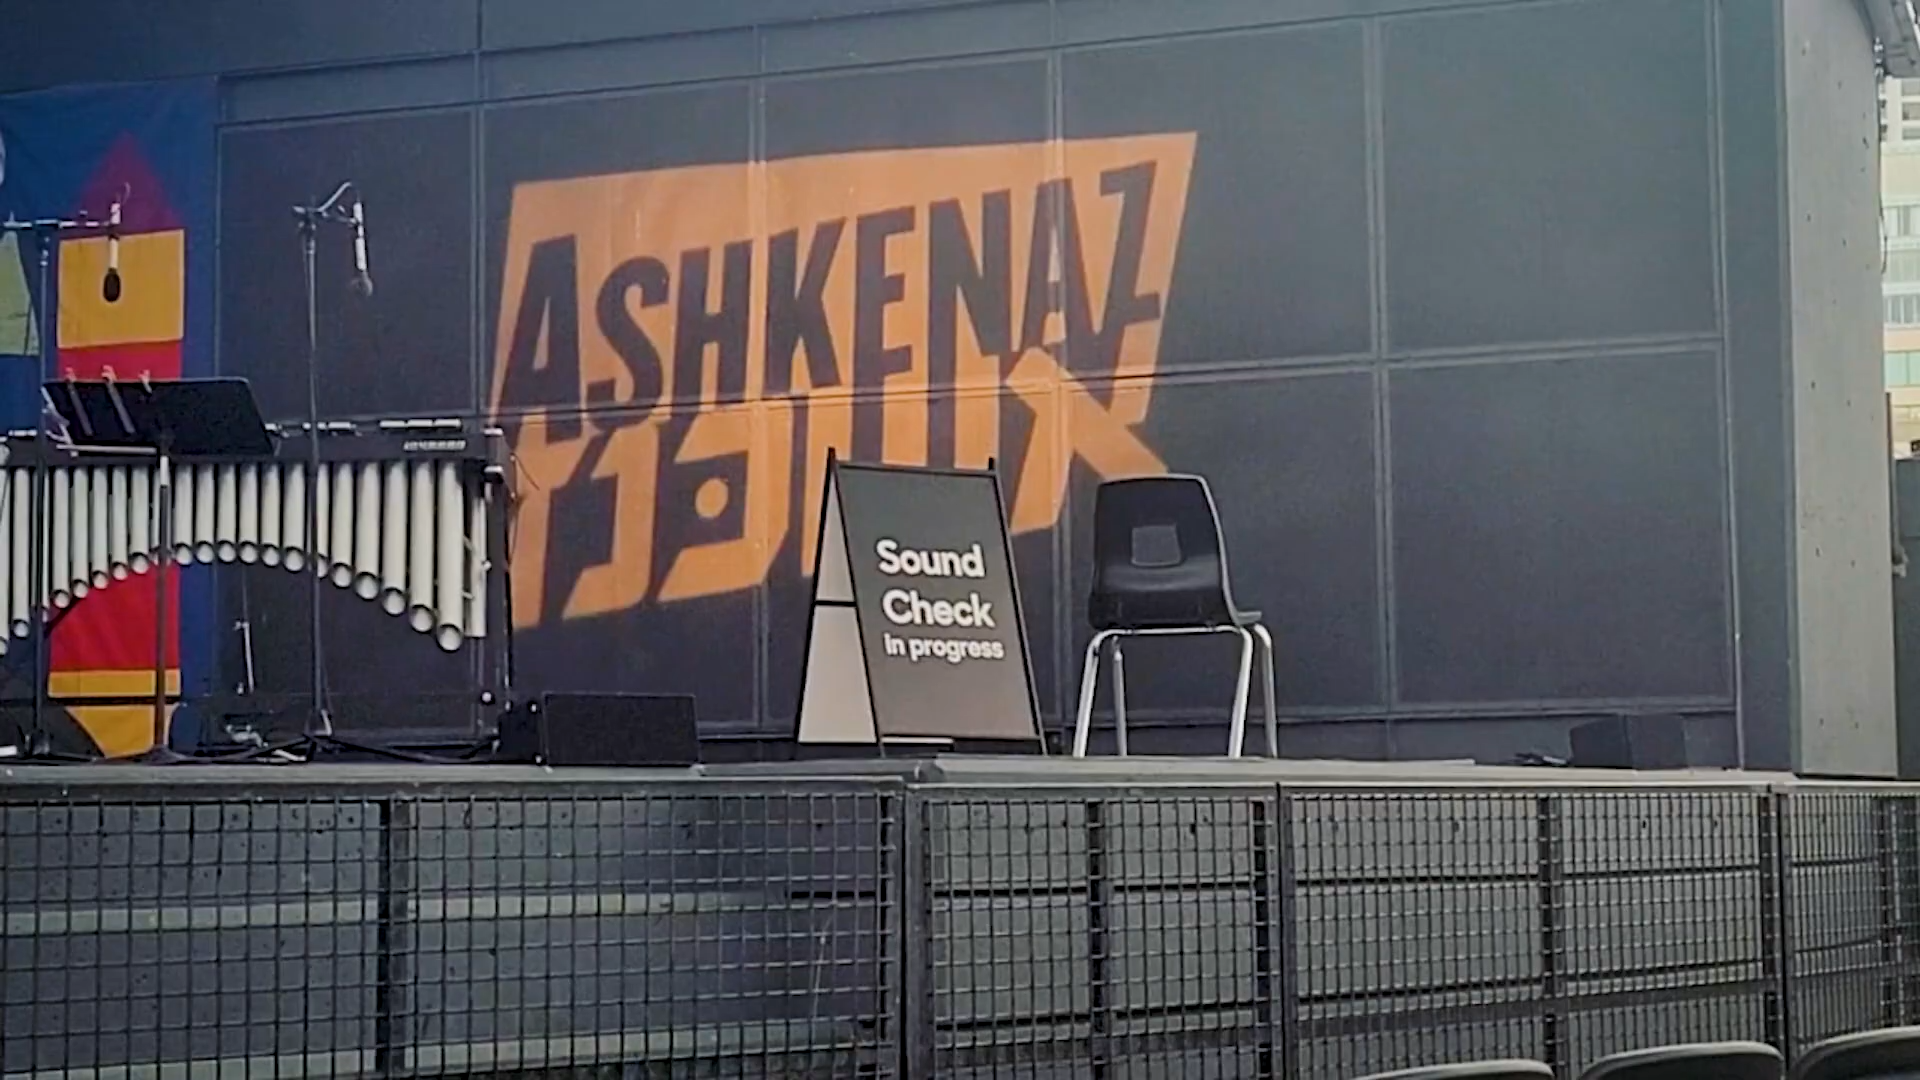 ASHKENAZ
אשכנז
Sound
Check
in progress